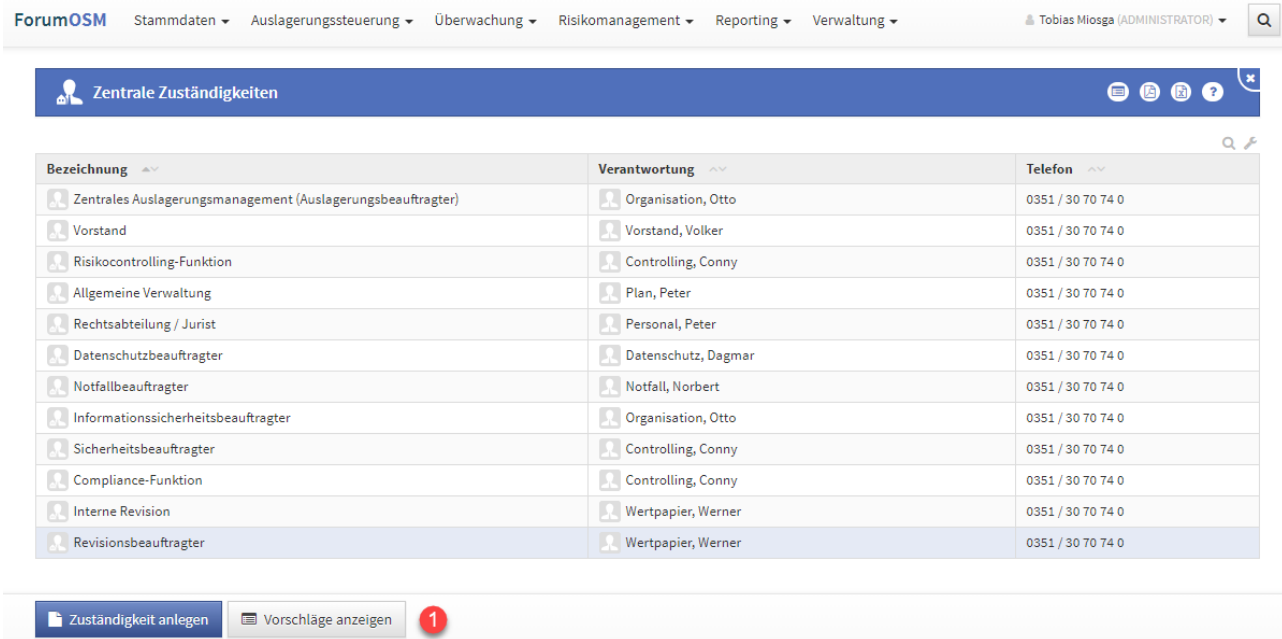 ForumOSM Stammdaten Auslagerungssteuerung Überwachung Risikomanagement Reporting Verwaltung Tobias Miosga (ADMINISTRATOR)
Zentrale Zuständigkeiten ?
Bezeichnung Verantwortung Telefon
Zentrales Auslagerungsmanagement (Auslagerungsbeauftragter) Organisation, Otto 0351 / 30 70 74 0
Vorstand Vorstand, Volker 0351 / 30 70 74 0
Risikocontrolling-Funktion Controlling, Conny 0351 / 30 70 74 0
Allgemeine Verwaltung Plan, Peter 0351 / 30 70 74 0
Rechtsabteilung / Jurist Personal, Peter 0351 / 30 70 74 0
Datenschutzbeauftragter Datenschutz, Dagmar 0351 / 30 70 74 0
Notfallbeauftragter Notfall, Norbert 0351 / 30 70 74 0
Informationssicherheitsbeauftragter Organisation, Otto 0351 / 30 70 74 0
Sicherheitsbeauftragter Controlling, Conny 0351 / 30 70 74 0
Compliance-Funktion Controlling, Conny 0351 / 30 70 74 0
Interne Revision Wertpapier, Werner 0351 / 30 70 74 0
Revisionsbeauftragter Wertpapier, Werner 0351 / 30 70 74 0
Zuständigkeit anlegen Vorschläge anzeigen 1